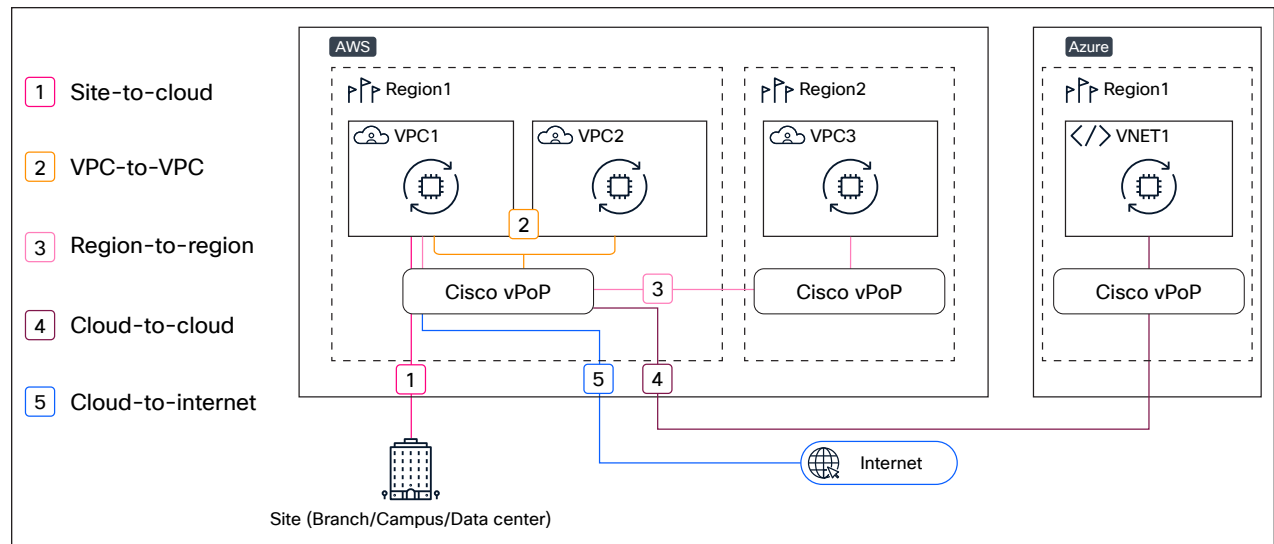 1 Site-to-cloud
2 VPC-to-VPC
3 Region-to-region
4 Cloud-to-cloud
5 Cloud-to-internet
AWS
Region1
VPC1
VPC2
2
Cisco vPoP
3
Region2
VPC3
Cisco vPoP
Azure
Region1
VNET1
Cisco vPoP
1
5
4
Internet
Site (Branch/Campus/Data center)